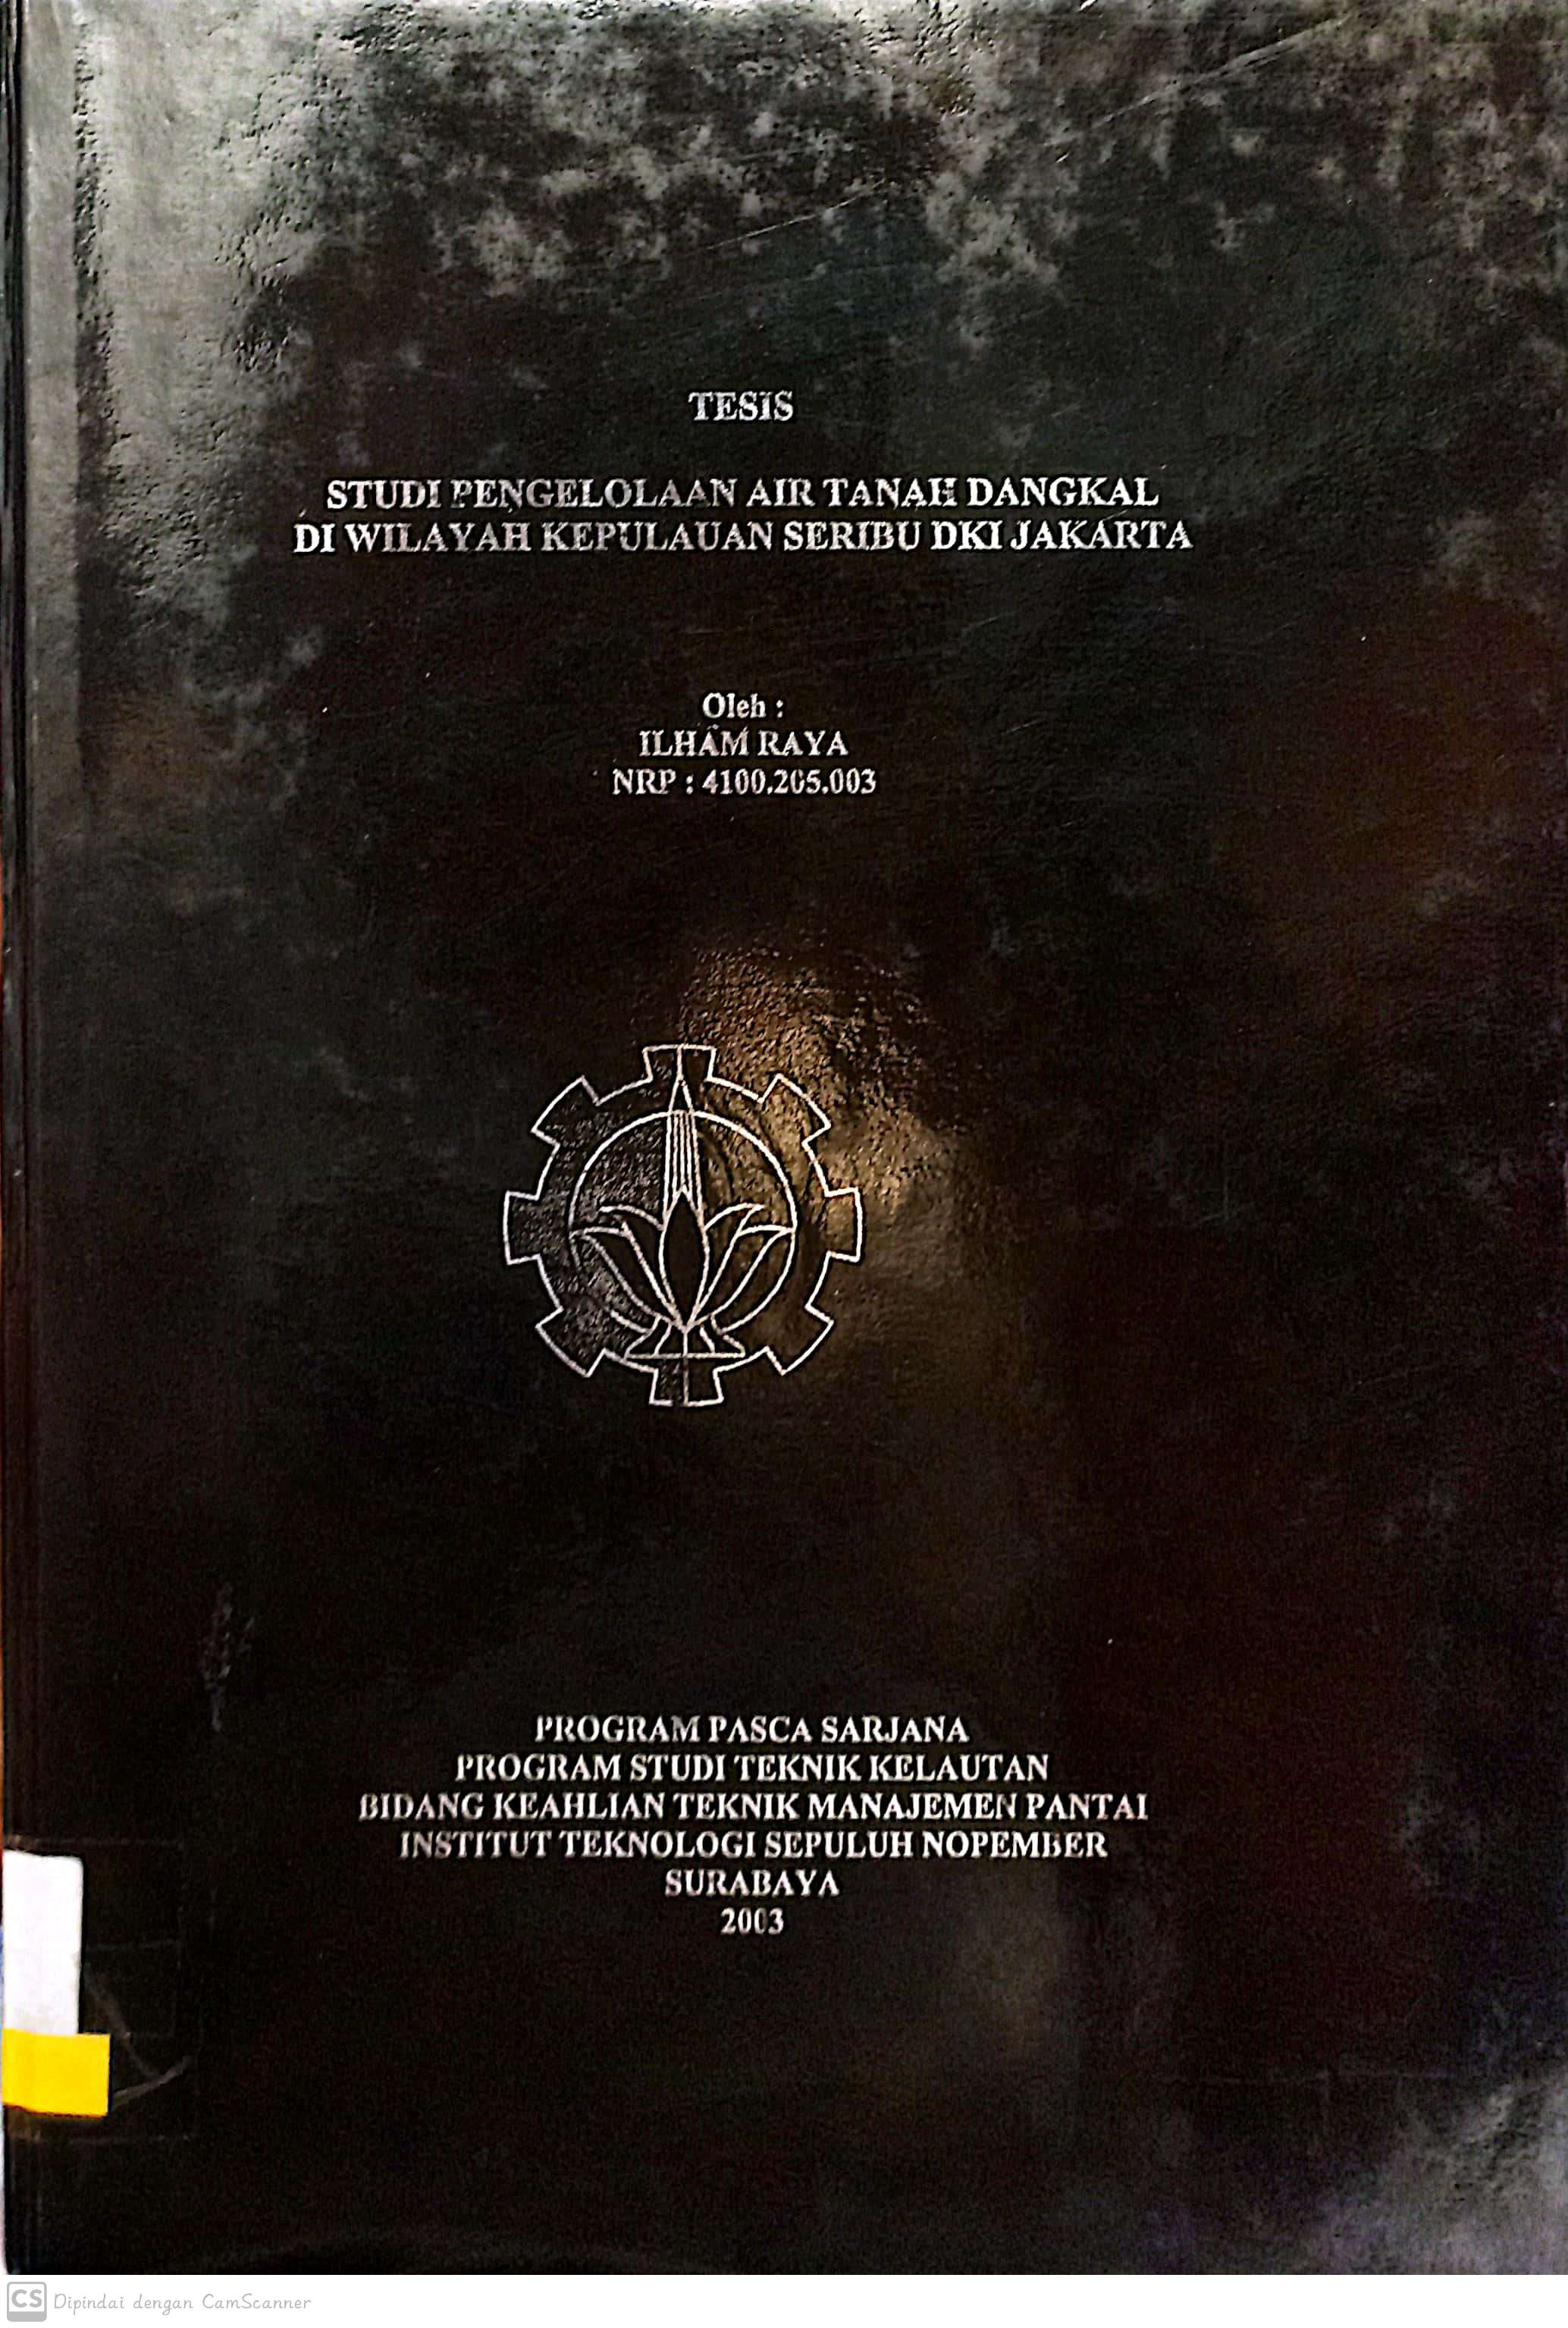 TESIS
STUDI PENGELOLAAN AIR TANAH DANGKAL
DI WILAYAH KEPULAUAN SERIBU DKI JAKARTA
Oleh :
ILHAM RAYA
NRP : 4100.205.003
PROGRAM PASCA SARJANA
PROGRAM STUDI TEKNIK KELAUTAN
BIDANG KEAHLIAN TEKNIK MANAJEMEN PANTAI
INSTITUT TEKNOLOGI SEPULUH NOPEMBER
SURABAYA
2003
CS Dipindai dengan CamScanner